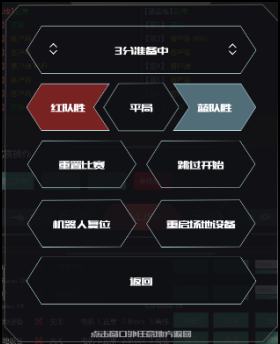 3分准备中
红队胜 平局 蓝队胜
重置比赛 跳过开始
机器人复位 重启场地设备
返回
点击窗口外任意地方返回